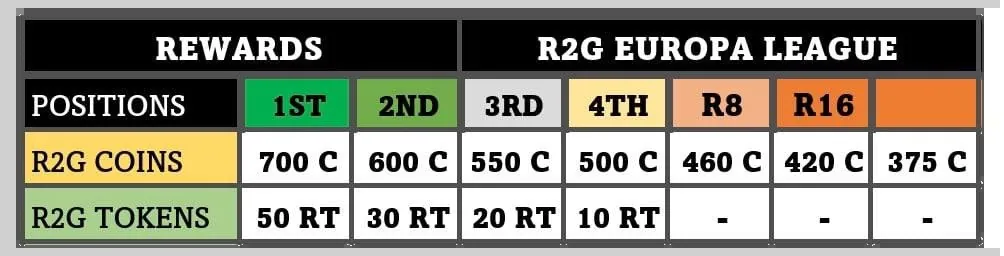 REWARDS R2G EUROPA LEAGUE
POSITIONS 1ST 2ND 3RD 4TH R8 R16
R2G COINS 700 C 600 C 550 C 500 C 460 C 420 C 375 C
R2G TOKENS 50 RT 30 RT 20 RT 10 RT - - -